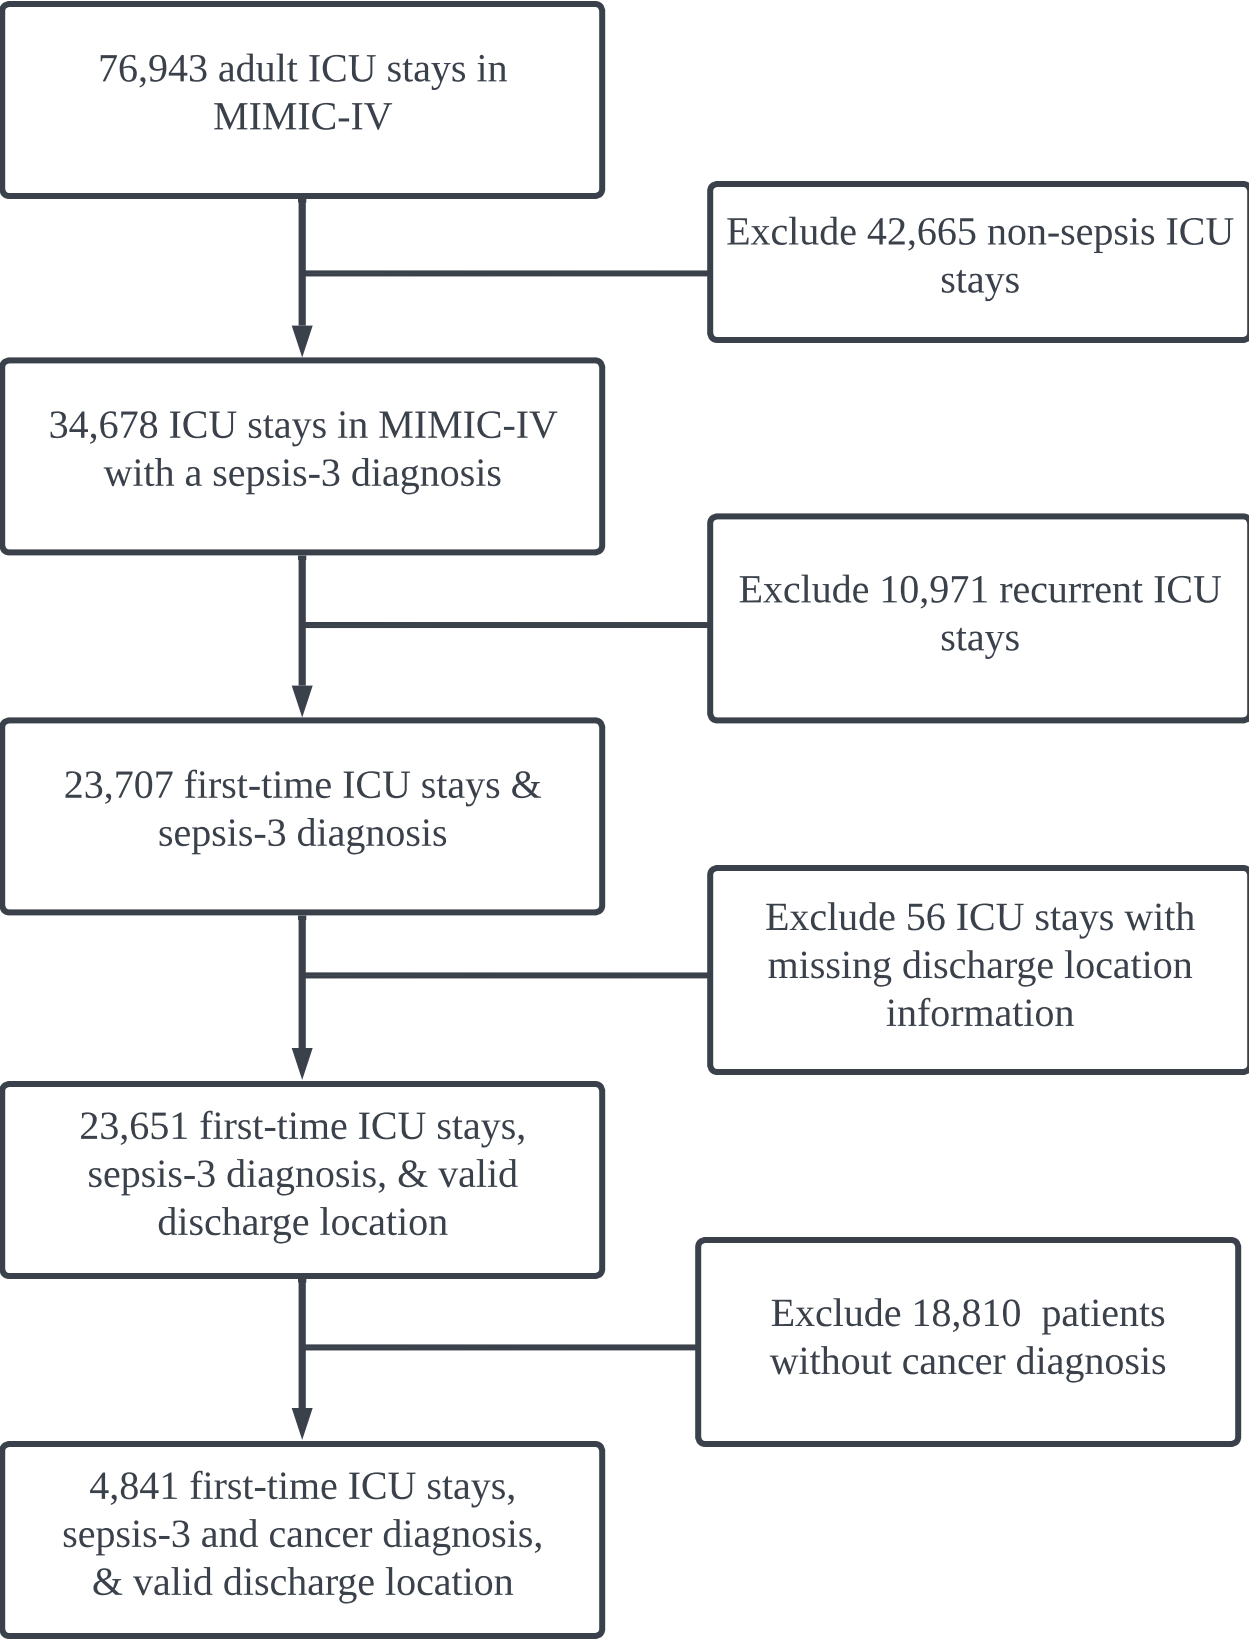 76,943 adult ICU stays in
MIMIC-IV
Exclude 42,665 non-sepsis ICU
stays
34,678 ICU stays in MIMIC-IV
with a sepsis-3 diagnosis
Exclude 10,971 recurrent ICU
stays
23,707 first-time ICU stays &
sepsis-3 diagnosis
Exclude 56 ICU stays with
missing discharge location
information
23,651 first-time ICU stays,
sepsis-3 diagnosis, & valid
discharge location
Exclude 18,810  patients
without cancer diagnosis
4,841 first-time ICU stays,
sepsis-3 and cancer diagnosis,
& valid discharge location